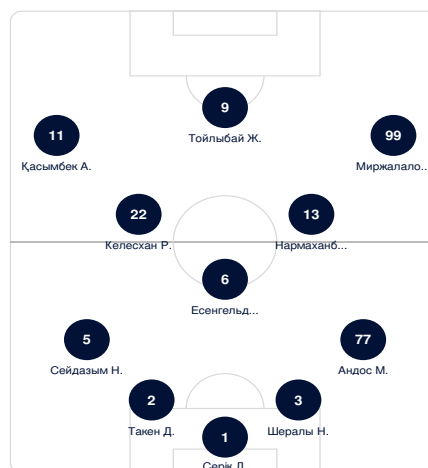 9
Тойлыбай Ж.
11
99
Қасымбек А.
Миржалало...
22
13
Келесхан Р.
Нармаханб...
6
Есенгельд...
5
77
Сейдазым Н.
Андос М.
2
3
Такен Д.
Шералы Н.
1
Серік Д.